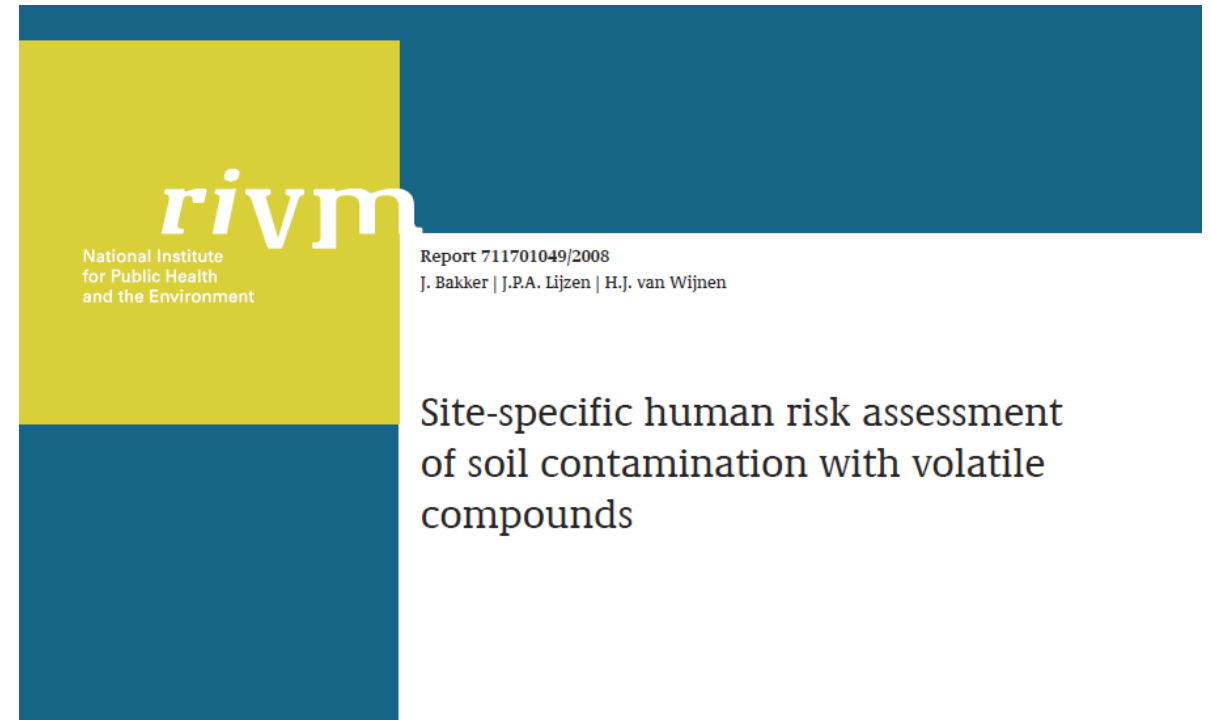 rivm
National Institute
for Public Health
and the Environment
Report 711701049/2008
J. Bakker | J.P.A. Lijzen | H.J. van Wijnen
Site-specific human risk assessment
of soil contamination with volatile
compounds